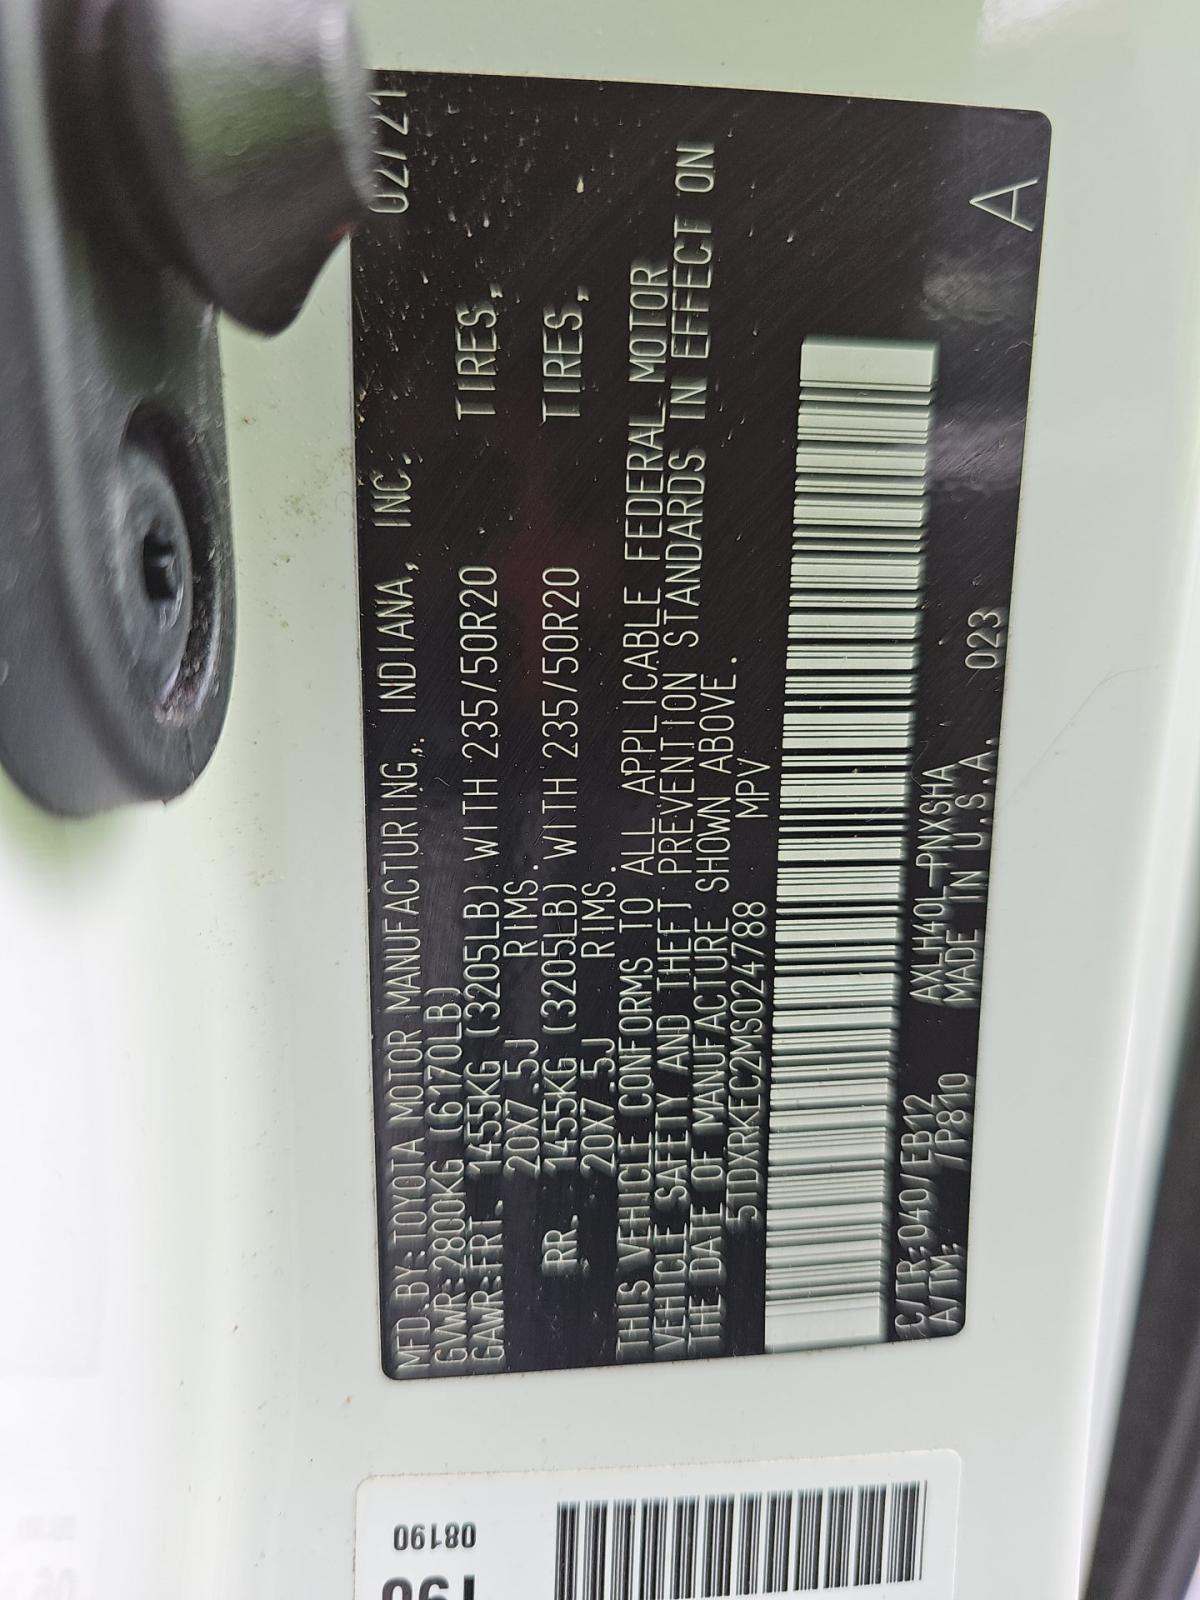 MFD. BY: TOYOTA MOTOR MANUFACTURING, INDIANA, INC. 02/21
GVWR: 2800KG (6170LB)
GAWR: FRT. 1455KG (3205LB) WITH 235/50R20 TIRES,
20X7.5J RIMS.
RR. 1455KG (3205LB) WITH 235/50R20 TIRES,
20X7.5J RIMS.
THIS VEHICLE CONFORMS TO ALL APPLICABLE FEDERAL MOTOR
VEHICLE SAFETY AND THEFT PREVENTION STANDARDS IN EFFECT ON
THE DATE OF MANUFACTURE SHOWN ABOVE.
5TDXRKEC2MS024788 MPV
C/TR: 040/EB12 AXLH40L-PNXSHA
A/TM: /P810 MADE IN U.S.A. 023 A
08190